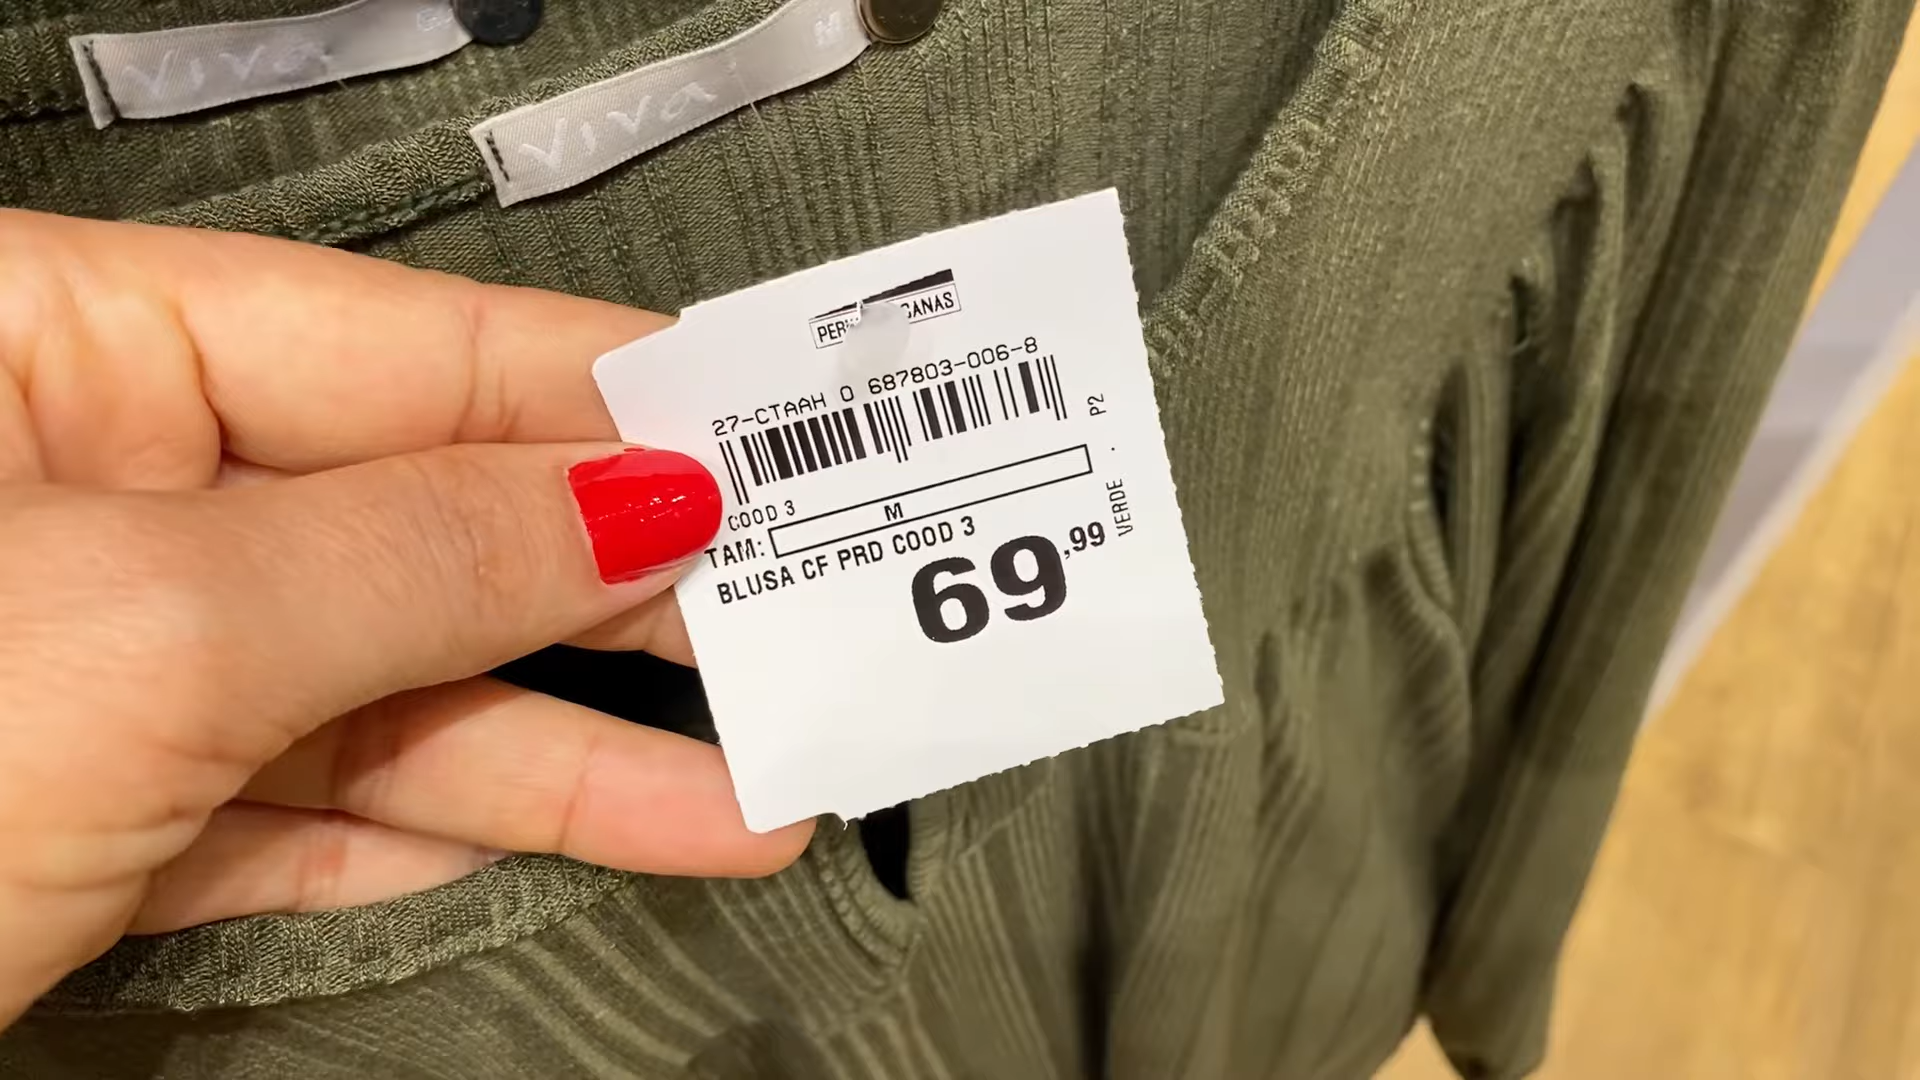 viva
viva M
PER CANAS
27-CTAAH 0 687803-006-8
P2
COOD 3
TAM: M
VERDE .
BLUSA CF PRD COOD 3
69,99